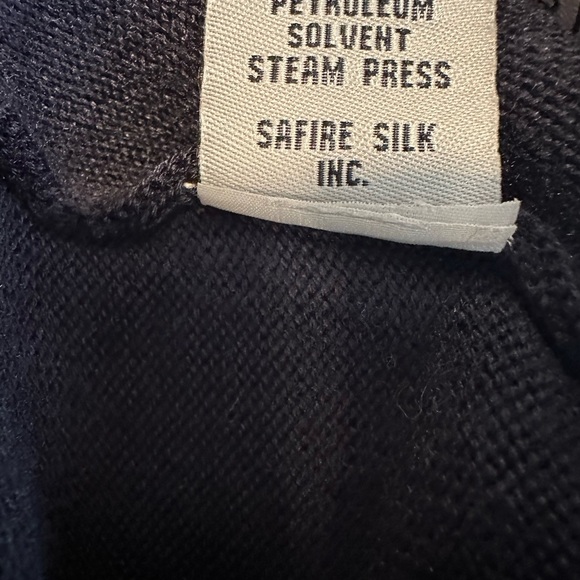 PETROLEUM
SOLVENT
STEAM PRESS
SAFIRE SILK
INC.